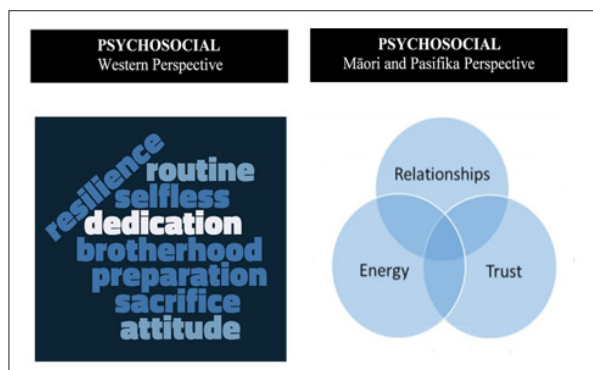 PSYCHOSOCIAL
Western Perspective
PSYCHOSOCIAL
Māori and Pasifika Perspective
resilience
routine
selfless
dedication
brotherhood
preparation
sacrifice
attitude
Relationships
Energy
Trust